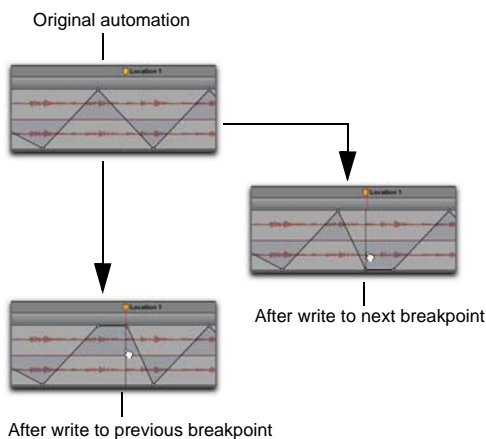 Original automation
Location 1
Location 1
After write to next breakpoint
Location 1
After write to previous breakpoint